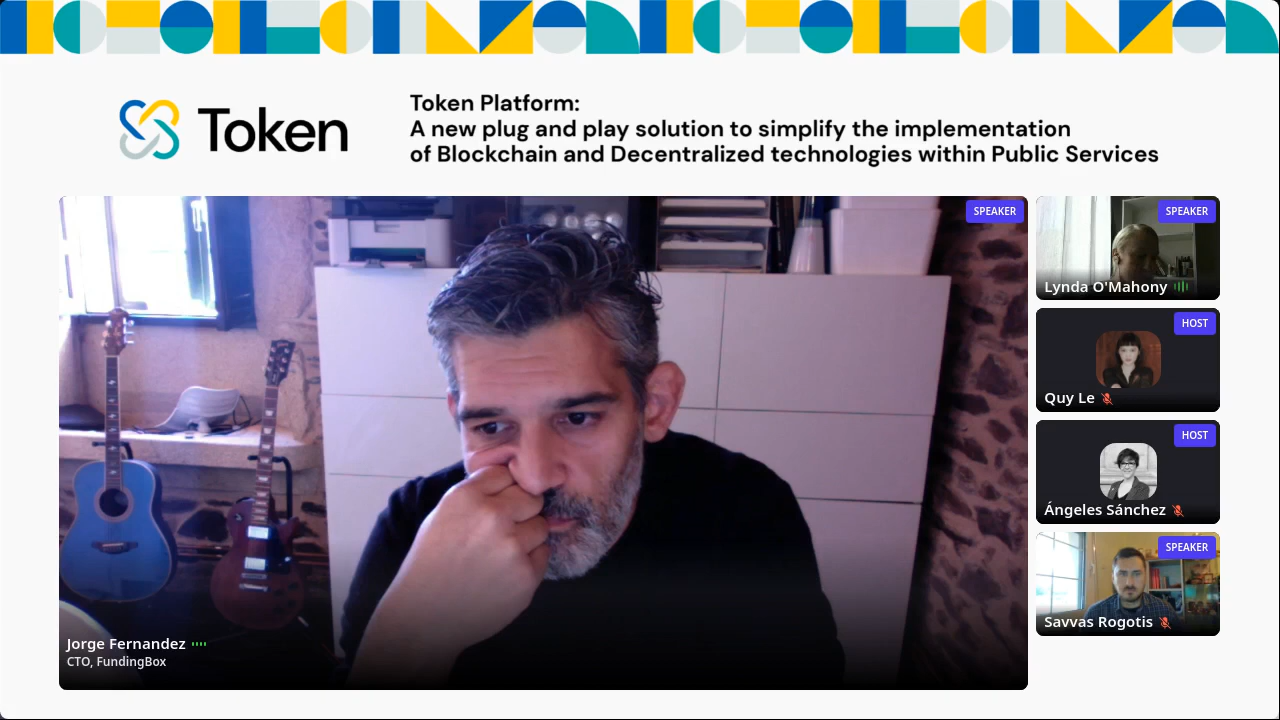 Token
Token Platform:
A new plug and play solution to simplify the implementation
of Blockchain and Decentralized technologies within Public Services
SPEAKER
Jorge Fernandez
CTO, FundingBox
SPEAKER
Lynda O'Mahony
HOST
Quy Le
HOST
Ángeles Sánchez
SPEAKER
Savvas Rogotis